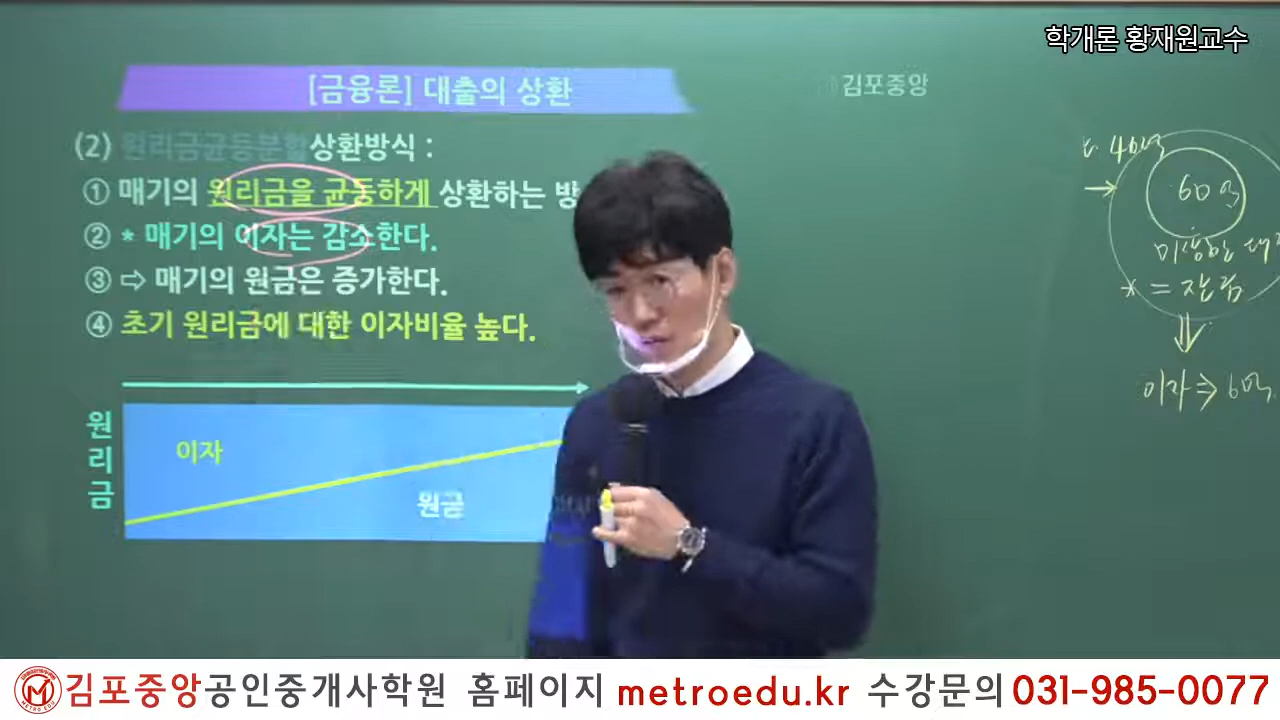 학개론 황재원교수
[금융론] 대출의 상환
김포중앙
(2) 원리금균등분할상환방식 :
① 매기의 원리금을 균등하게 상환하는 방
② * 매기의 이자는 감소한다.
③ ⇨ 매기의 원금은 증가한다.
④ 초기 원리금에 대한 이자비율 높다.
원리금
이자
원금
60억
* = 잔금
이자 ⇒ 6억
METRO EDU
김포중앙공인중개사학원 홈페이지 metroedu.kr 수강문의 031-985-0077